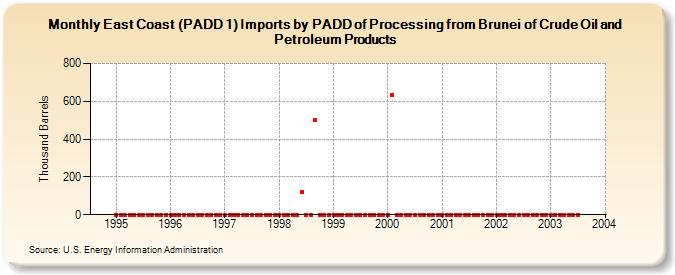 Monthly East Coast (PADD 1) Imports by PADD of Processing from Brunei of Crude Oil and
Petroleum Products
Thousand Barrels
800
600
400
200
0
1995 1996 1997 1998 1999 2000 2001 2002 2003 2004
Source: U.S. Energy Information Administration